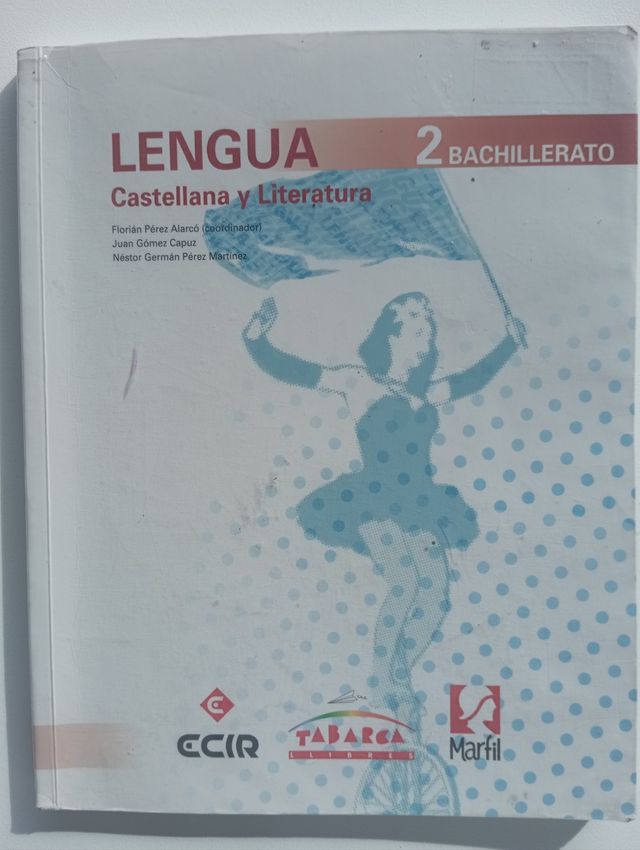 LENGUA
2 BACHILLERATO
Castellana y Literatura
Florián Pérez Alarcó (coordinador)
Juan Gómez Capuz
Néstor Germán Pérez Martínez
ECIR
TABARCA
LLIBRES
Marfil